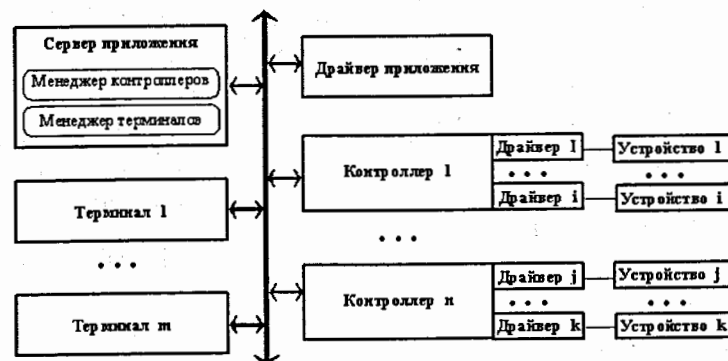 Сервер приложения
Менеджер контроллеров
Менеджер терминалов
Терминал 1
• • •
Терминал m
Драйвер приложения
Контроллер 1
Драйвер 1
Устройство 1
• • •
• • •
Драйвер i
Устройство i
• • •
Контроллер n
Драйвер j
Устройство j
• • •
• • •
Драйвер k
Устройство k